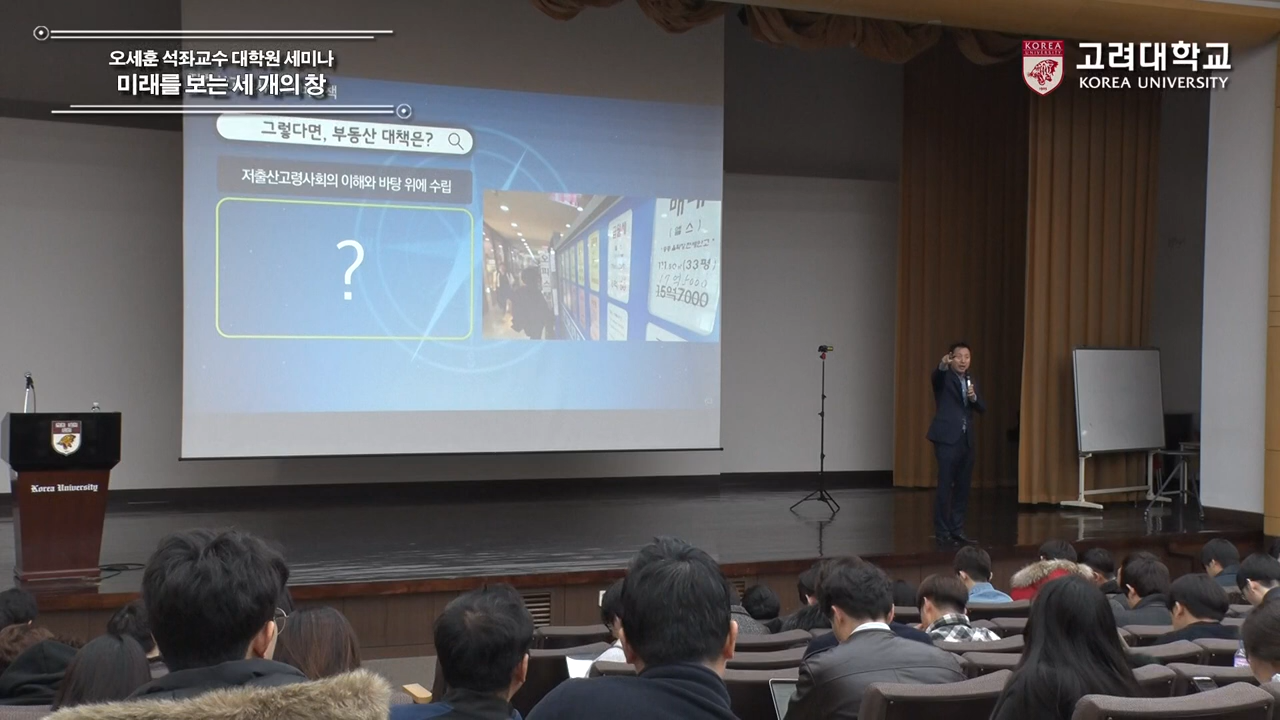 오세훈 석좌교수 대학원 세미나
미래를 보는 세 개의 창
KOREA
UNIVERSITY
고려대학교
KOREA UNIVERSITY
책
그렇다면, 부동산 대책은?
저출산고령사회의 이해와 바탕 위에 수립
?
매매
(33평)
15억7000
Korea University